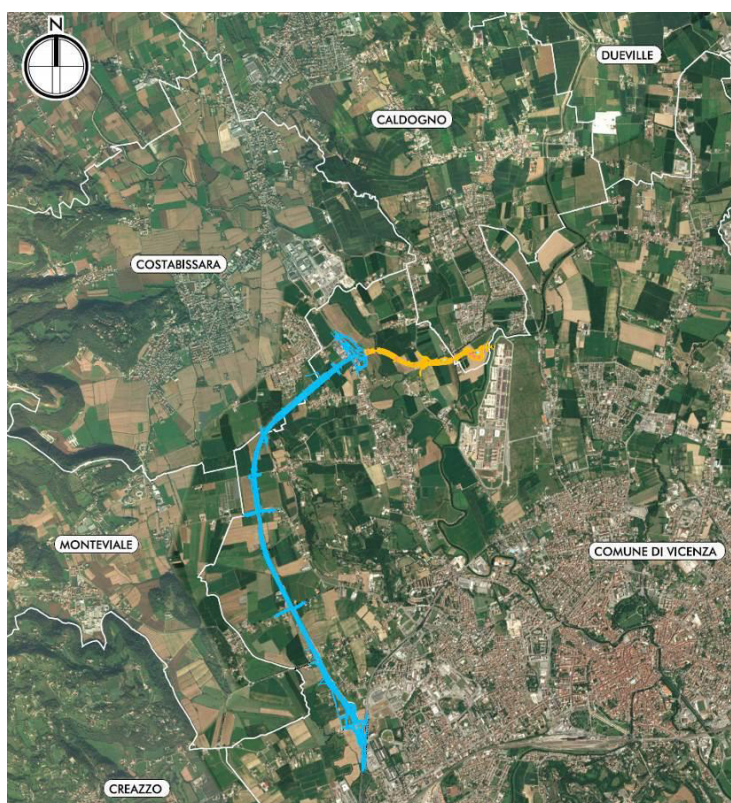 N
DUEVILLE
CALDOGNO
COSTABISSARA
MONTEVIALE
COMUNE DI VICENZA
CREAZZO